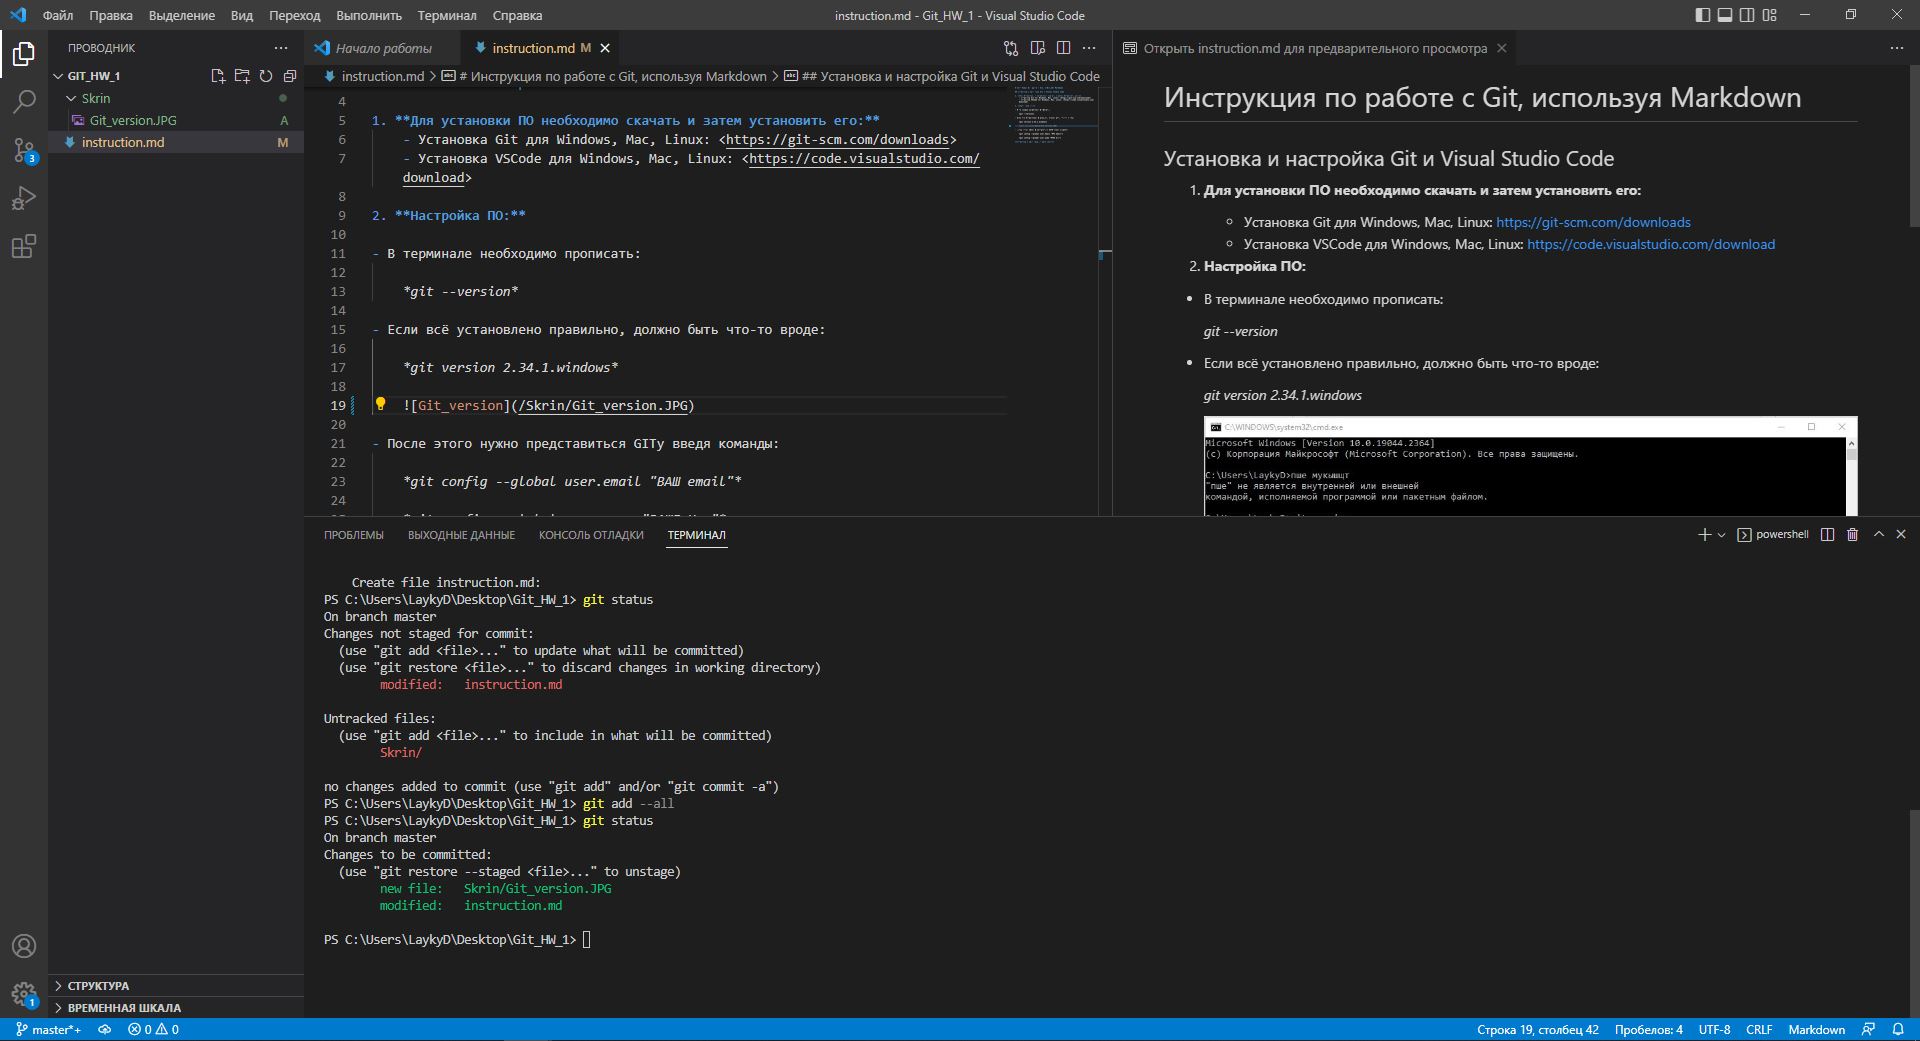 Файл Правка Выделение Вид Переход Выполнить Терминал Справка
instruction.md - Git_HW_1 - Visual Studio Code
ПРОВОДНИК
GIT_HW_1
Skrin
Git_version.JPG A
instruction.md M
СТРУКТУРА
ВРЕМЕННАЯ ШКАЛА
3
1
Начало работы
instruction.md M
instruction.md > # Инструкция по работе с Git, используя Markdown > ## Установка и настройка Git и Visual Studio Code
4
5 1. **Для установки ПО необходимо скачать и затем установить его:**
6 - Установка Git для Windows, Mac, Linux: <https://git-scm.com/downloads>
7 - Установка VSCode для Windows, Mac, Linux: <https://code.visualstudio.com/
download>
8
9 2. **Настройка ПО:**
10
11 - В терминале необходимо прописать:
12
13 *git --version*
14
15 - Если всё установлено правильно, должно быть что-то вроде:
16
17 *git version 2.34.1.windows*
18
19 ![Git_version](/Skrin/Git_version.JPG)
20
21 - После этого нужно представиться GITу введя команды:
22
23 *git config --global user.email "ВАШ email"*
24
Открыть instruction.md для предварительного просмотра
Инструкция по работе с Git, используя Markdown
Установка и настройка Git и Visual Studio Code
1. Для установки ПО необходимо скачать и затем установить его:
Установка Git для Windows, Mac, Linux: https://git-scm.com/downloads
Установка VSCode для Windows, Mac, Linux: https://code.visualstudio.com/download
2. Настройка ПО:
В терминале необходимо прописать:
git --version
Если всё установлено правильно, должно быть что-то вроде:
git version 2.34.1.windows
C:\WINDOWS\system32\cmd.exe
Microsoft Windows [Version 10.0.19044.2364]
(c) Корпорация Майкрософт (Microsoft Corporation). Все права защищены.
C:\Users\LaykyD>пше мукышщт
"пше" не является внутренней или внешней
командой, исполняемой программой или пакетным файлом.
ПРОБЛЕМЫ ВЫХОДНЫЕ ДАННЫЕ КОНСОЛЬ ОТЛАДКИ ТЕРМИНАЛ
powershell
Create file instruction.md:
PS C:\Users\LaykyD\Desktop\Git_HW_1> git status
On branch master
Changes not staged for commit:
(use "git add <file>..." to update what will be committed)
(use "git restore <file>..." to discard changes in working directory)
modified: instruction.md
Untracked files:
(use "git add <file>..." to include in what will be committed)
Skrin/
no changes added to commit (use "git add" and/or "git commit -a")
PS C:\Users\LaykyD\Desktop\Git_HW_1> git add --all
PS C:\Users\LaykyD\Desktop\Git_HW_1> git status
On branch master
Changes to be committed:
(use "git restore --staged <file>..." to unstage)
new file: Skrin/Git_version.JPG
modified: instruction.md
PS C:\Users\LaykyD\Desktop\Git_HW_1>
master*+ 0 0
Строка 19, столбец 42 Пробелов: 4 UTF-8 CRLF Markdown